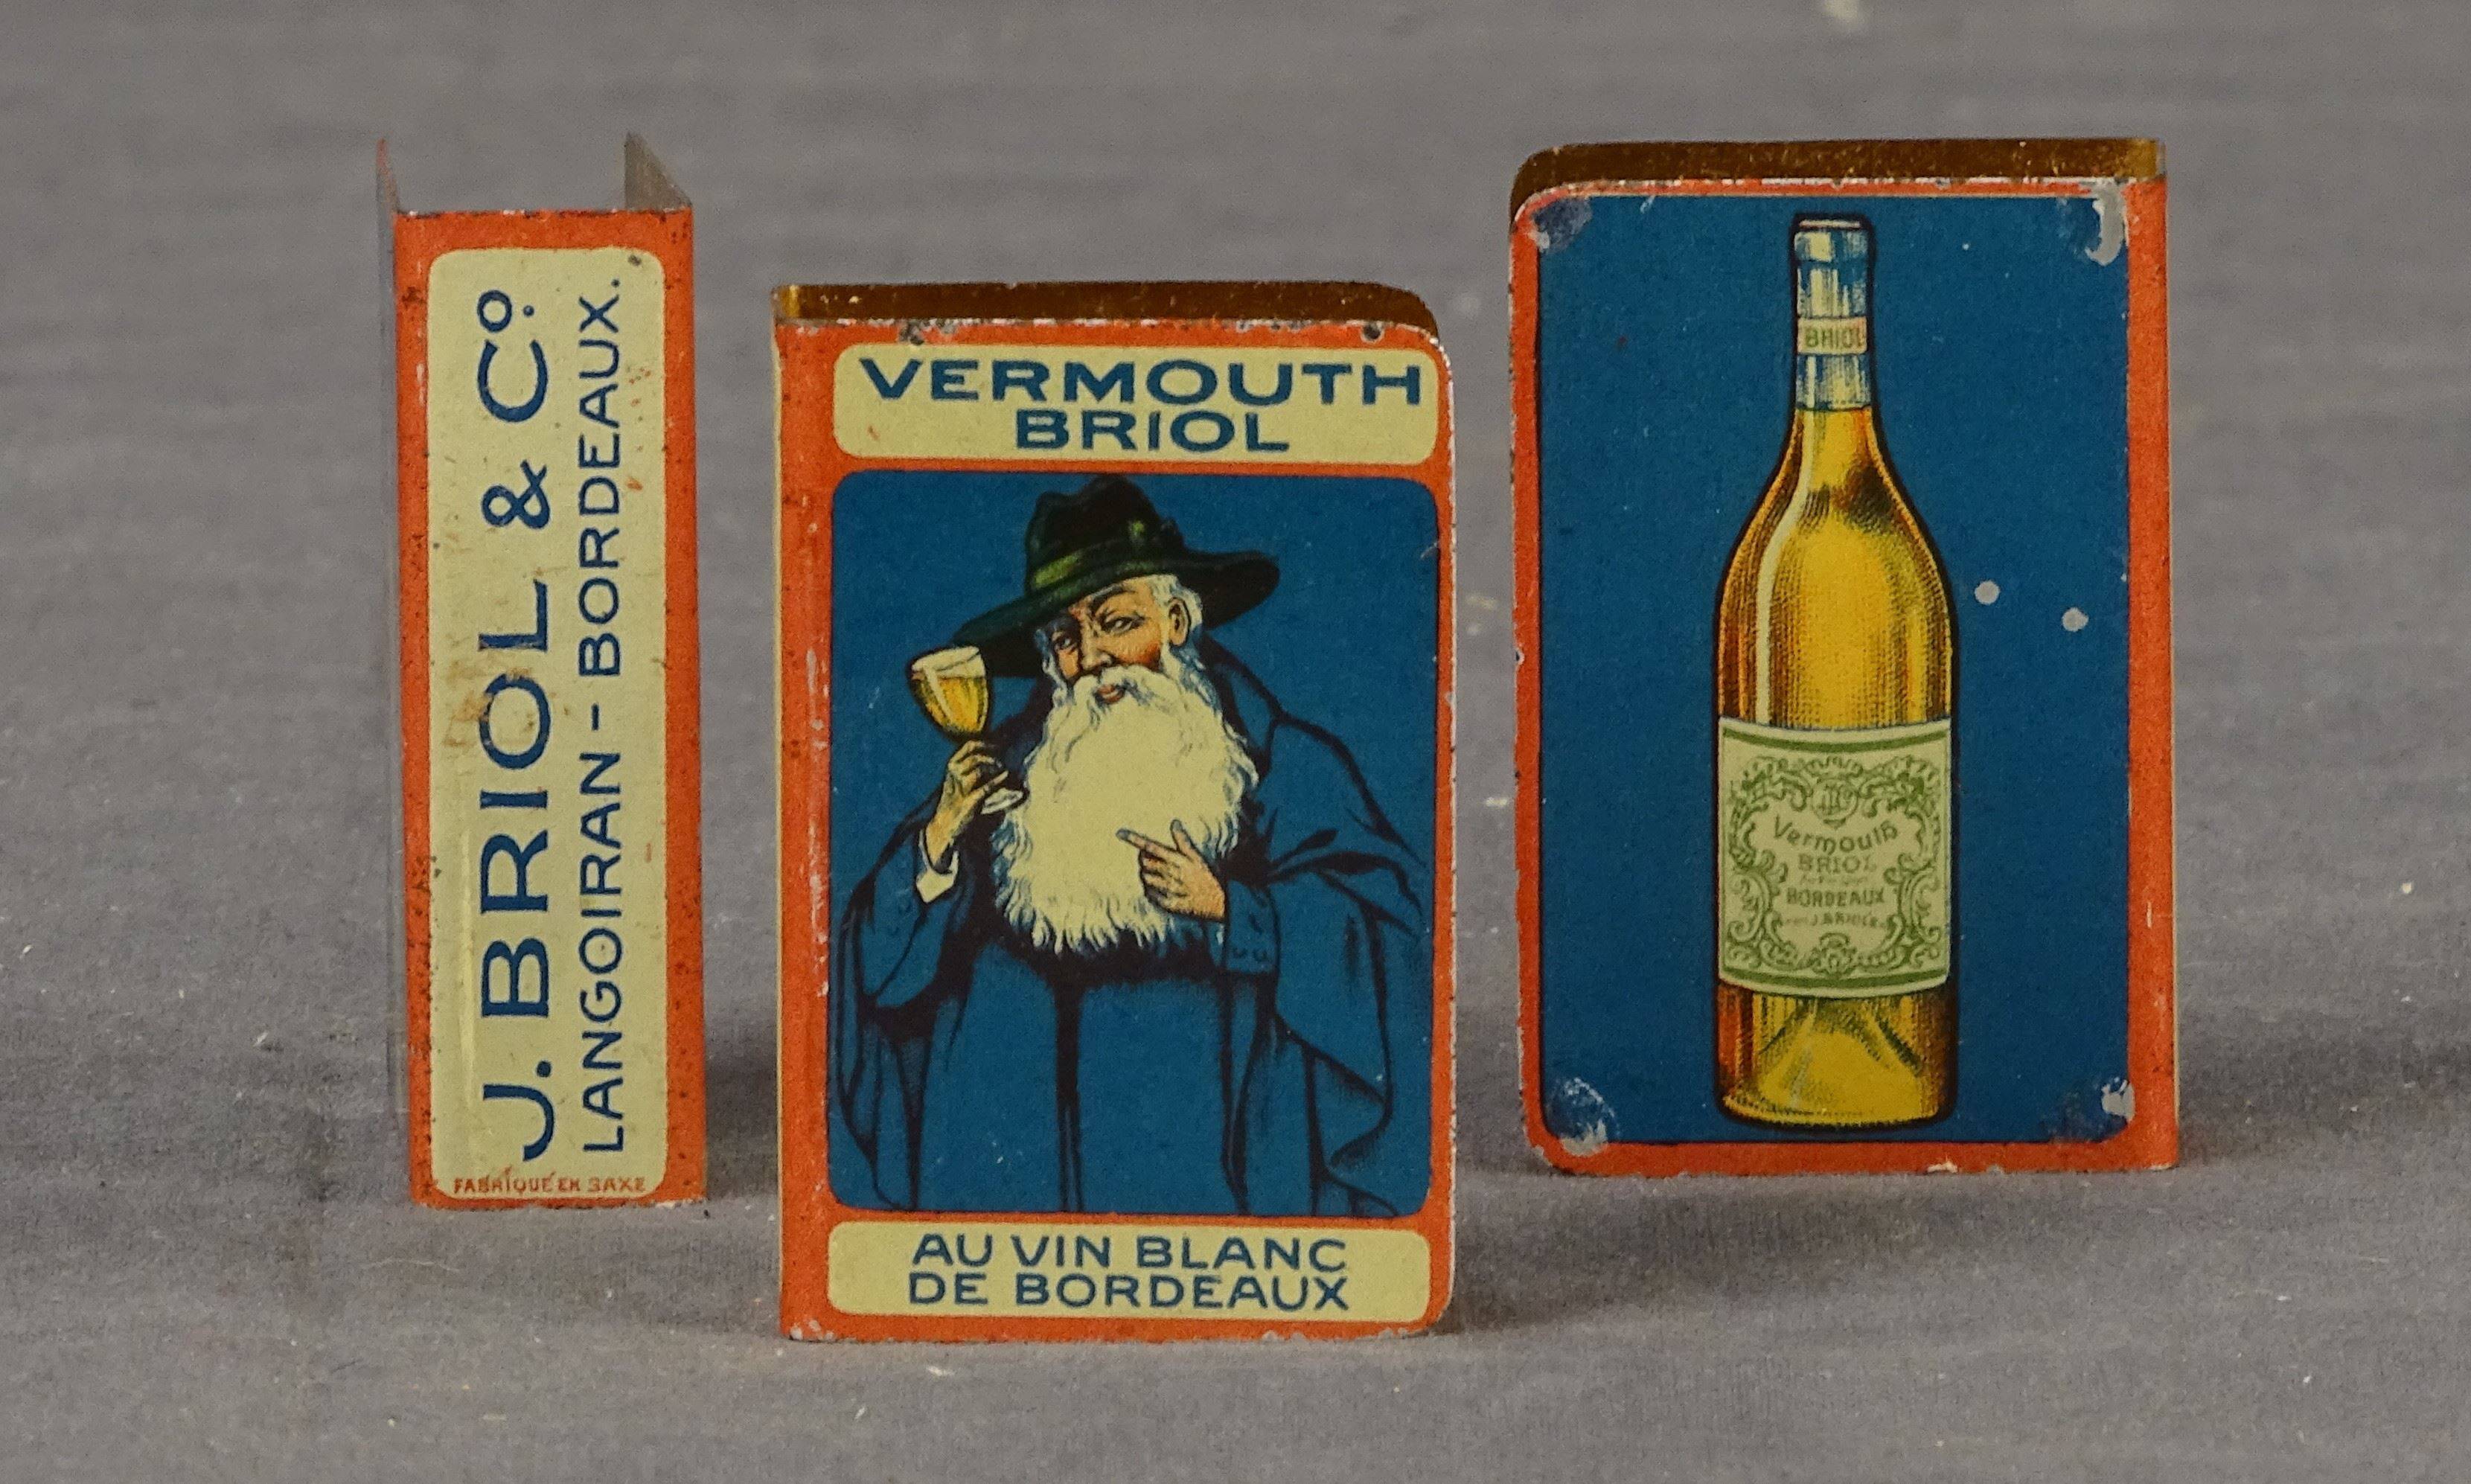 J. BRIOL & Cº
LANGOIRAN - BORDEAUX.
FABRIQUÉ EN SAXE
VERMOUTH
BRIOL
AU VIN BLANC
DE BORDEAUX
BRIOL
Vermouth
BRIOL
BORDEAUX